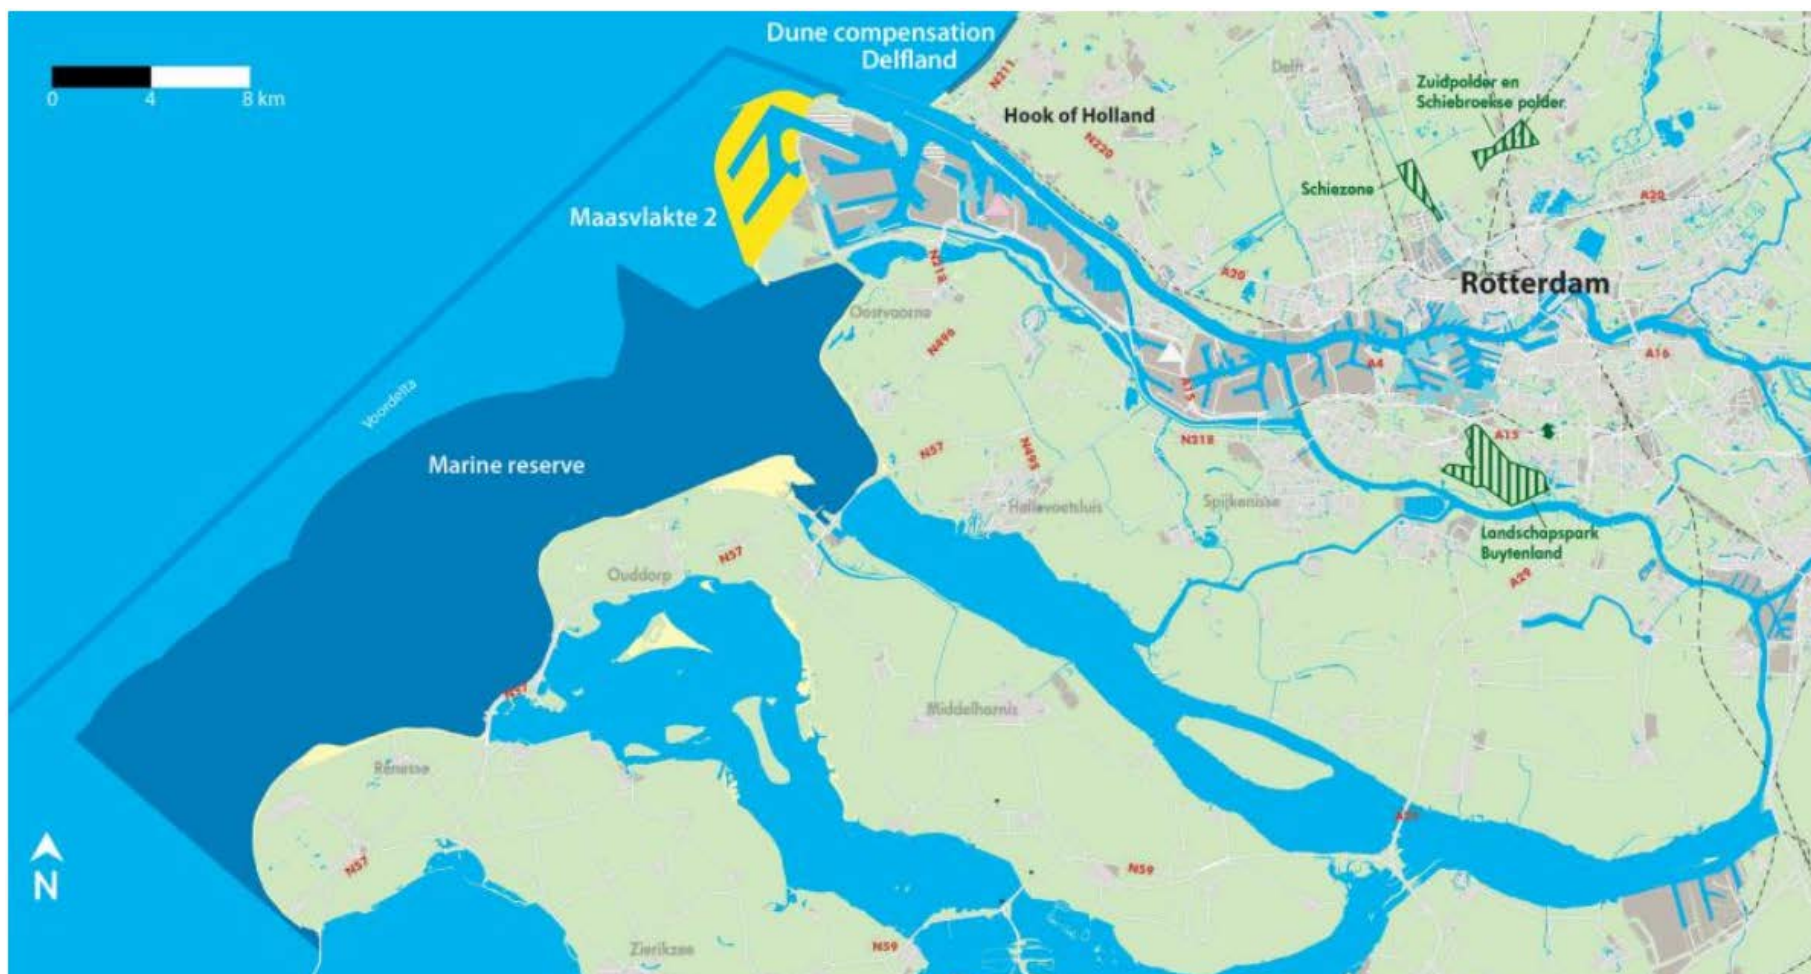 Dune compensation
Delfland
0 4 8 km
N211
Delft
Zuidpolder en
Schiebroekse polder
Hook of Holland
N220
Schiezone
A20
Maasvlakte 2
N218
A20
Rotterdam
Oostvoorne
N496
A4
A16
Voordelta
A15
Marine reserve
N57
N495
N218
A15
Hellevoetsluis
Spijkenisse
Landschapspark
Buytenland
Ouddorp
N57
A29
N57
Middelharnis
Renesse
N57
N59
N
Zierikzee
N59